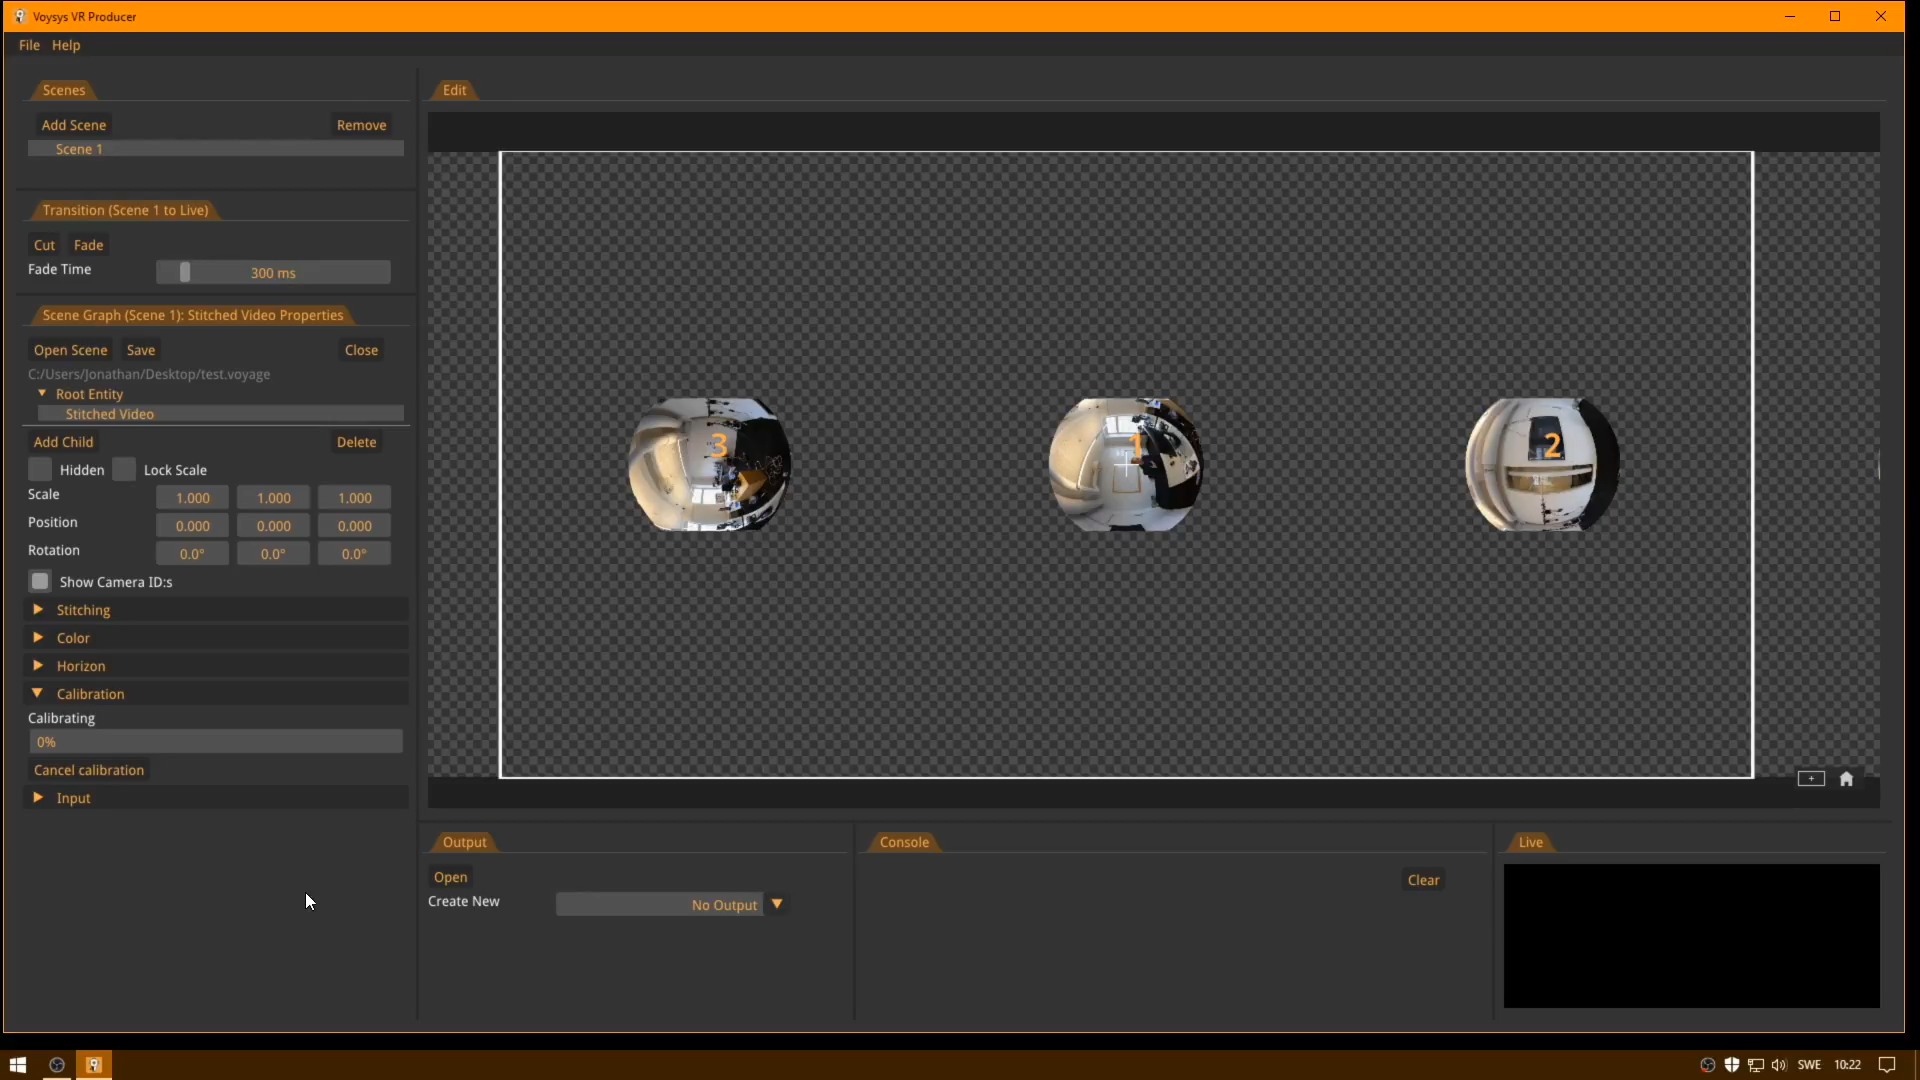 Voysys VR Producer
File Help
Scenes
Add Scene Remove
Scene 1
Transition (Scene 1 to Live)
Cut Fade
Fade Time 300 ms
Scene Graph (Scene 1): Stitched Video Properties
Open Scene Save Close
C:/Users/Jonathan/Desktop/test.voyage
Root Entity
Stitched Video
Add Child Delete
Hidden Lock Scale
Scale 1.000 1.000 1.000
Position 0.000 0.000 0.000
Rotation 0.0° 0.0° 0.0°
Show Camera ID:s
Stitching
Color
Horizon
Calibration
Calibrating
0%
Cancel calibration
Input
Edit
3 1 2
Output
Open
Create New No Output
Console
Clear
Live
SWE 10:22